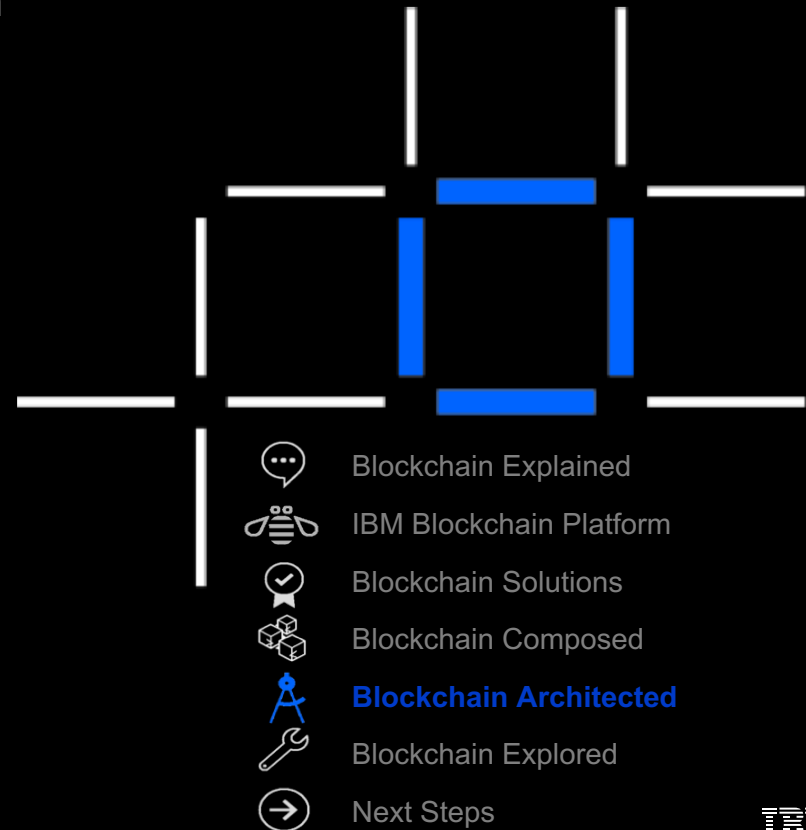 Blockchain Explained
IBM Blockchain Platform
Blockchain Solutions
Blockchain Composed
Blockchain Architected
Blockchain Explored
Next Steps